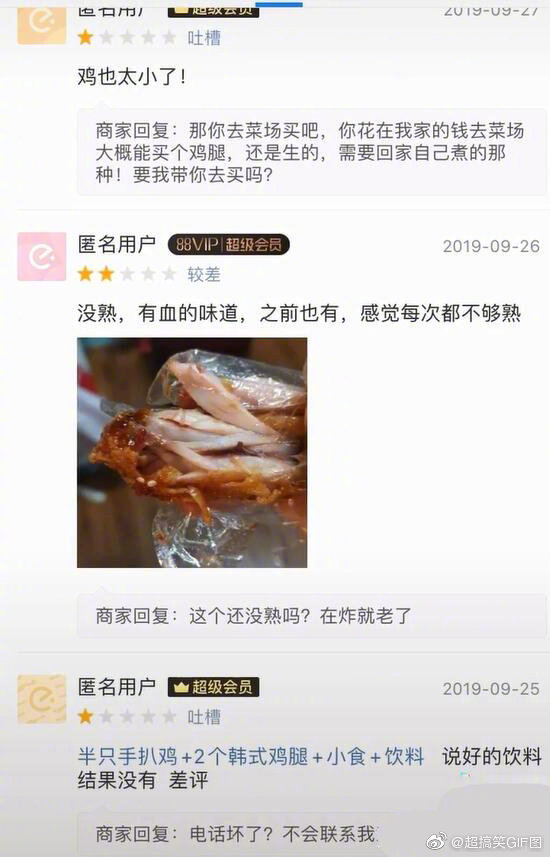 匿名用户 超级会员 2019-09-27
吐槽
鸡也太小了!
商家回复：那你去菜场买吧，你花在我家的钱去菜场
大概能买个鸡腿，还是生的，需要回家自己煮的那
种！要我带你去买吗？
匿名用户 88VIP|超级会员 2019-09-26
较差
没熟，有血的味道，之前也有，感觉每次都不够熟
商家回复：这个还没熟吗？在炸就老了
匿名用户 超级会员 2019-09-25
吐槽
半只手扒鸡+2个韩式鸡腿+小食+饮料 说好的饮料
结果没有 差评
商家回复：电话坏了？不会联系我
@超搞笑GIF图